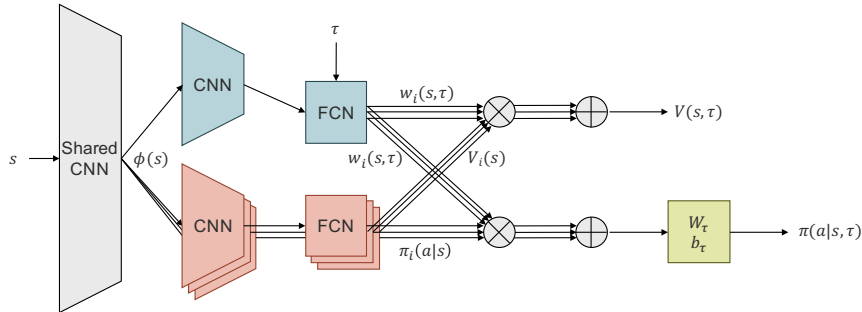 τ
CNN
FCN
w_i(s,τ)
V(s,τ)
Shared
CNN
s
ϕ(s)
w_i(s,τ)
V_i(s)
CNN
FCN
π_i(a|s)
W_τ
b_τ
π(a|s,τ)